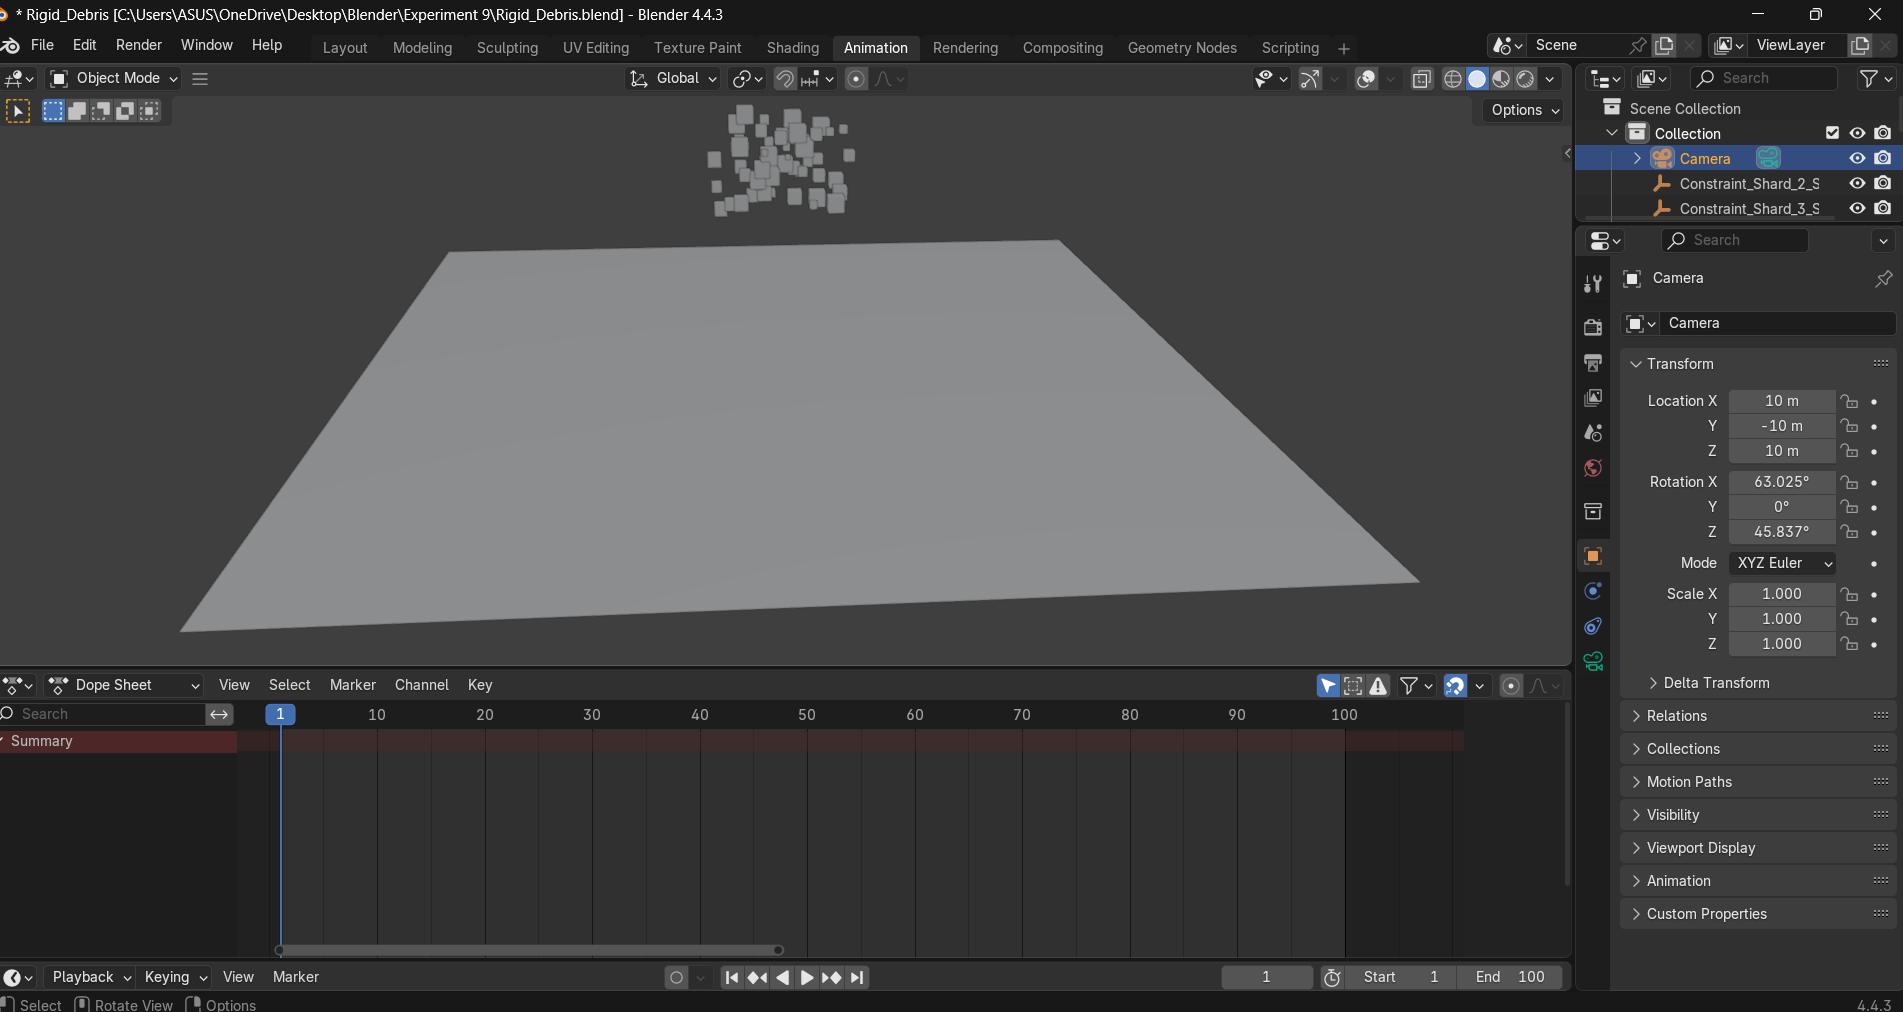 * Rigid_Debris [C:\Users\ASUS\OneDrive\Desktop\Blender\Experiment 9\Rigid_Debris.blend] - Blender 4.4.3
File Edit Render Window Help Layout Modeling Sculpting UV Editing Texture Paint Shading Animation Rendering Compositing Geometry Nodes Scripting + Scene ViewLayer
Object Mode Global Search
Options
Scene Collection
Collection
Camera
Constraint_Shard_2_S
Constraint_Shard_3_S
Search
Camera
Camera
Transform
Location X 10 m
Y -10 m
Z 10 m
Rotation X 63.025°
Y 0°
Z 45.837°
Mode XYZ Euler
Scale X 1.000
Y 1.000
Z 1.000
Delta Transform
Relations
Collections
Motion Paths
Visibility
Viewport Display
Animation
Custom Properties
Dope Sheet View Select Marker Channel Key
Search 1 10 20 30 40 50 60 70 80 90 100
Summary
Playback Keying View Marker 1 Start 1 End 100
Select Rotate View Options 4.4.3